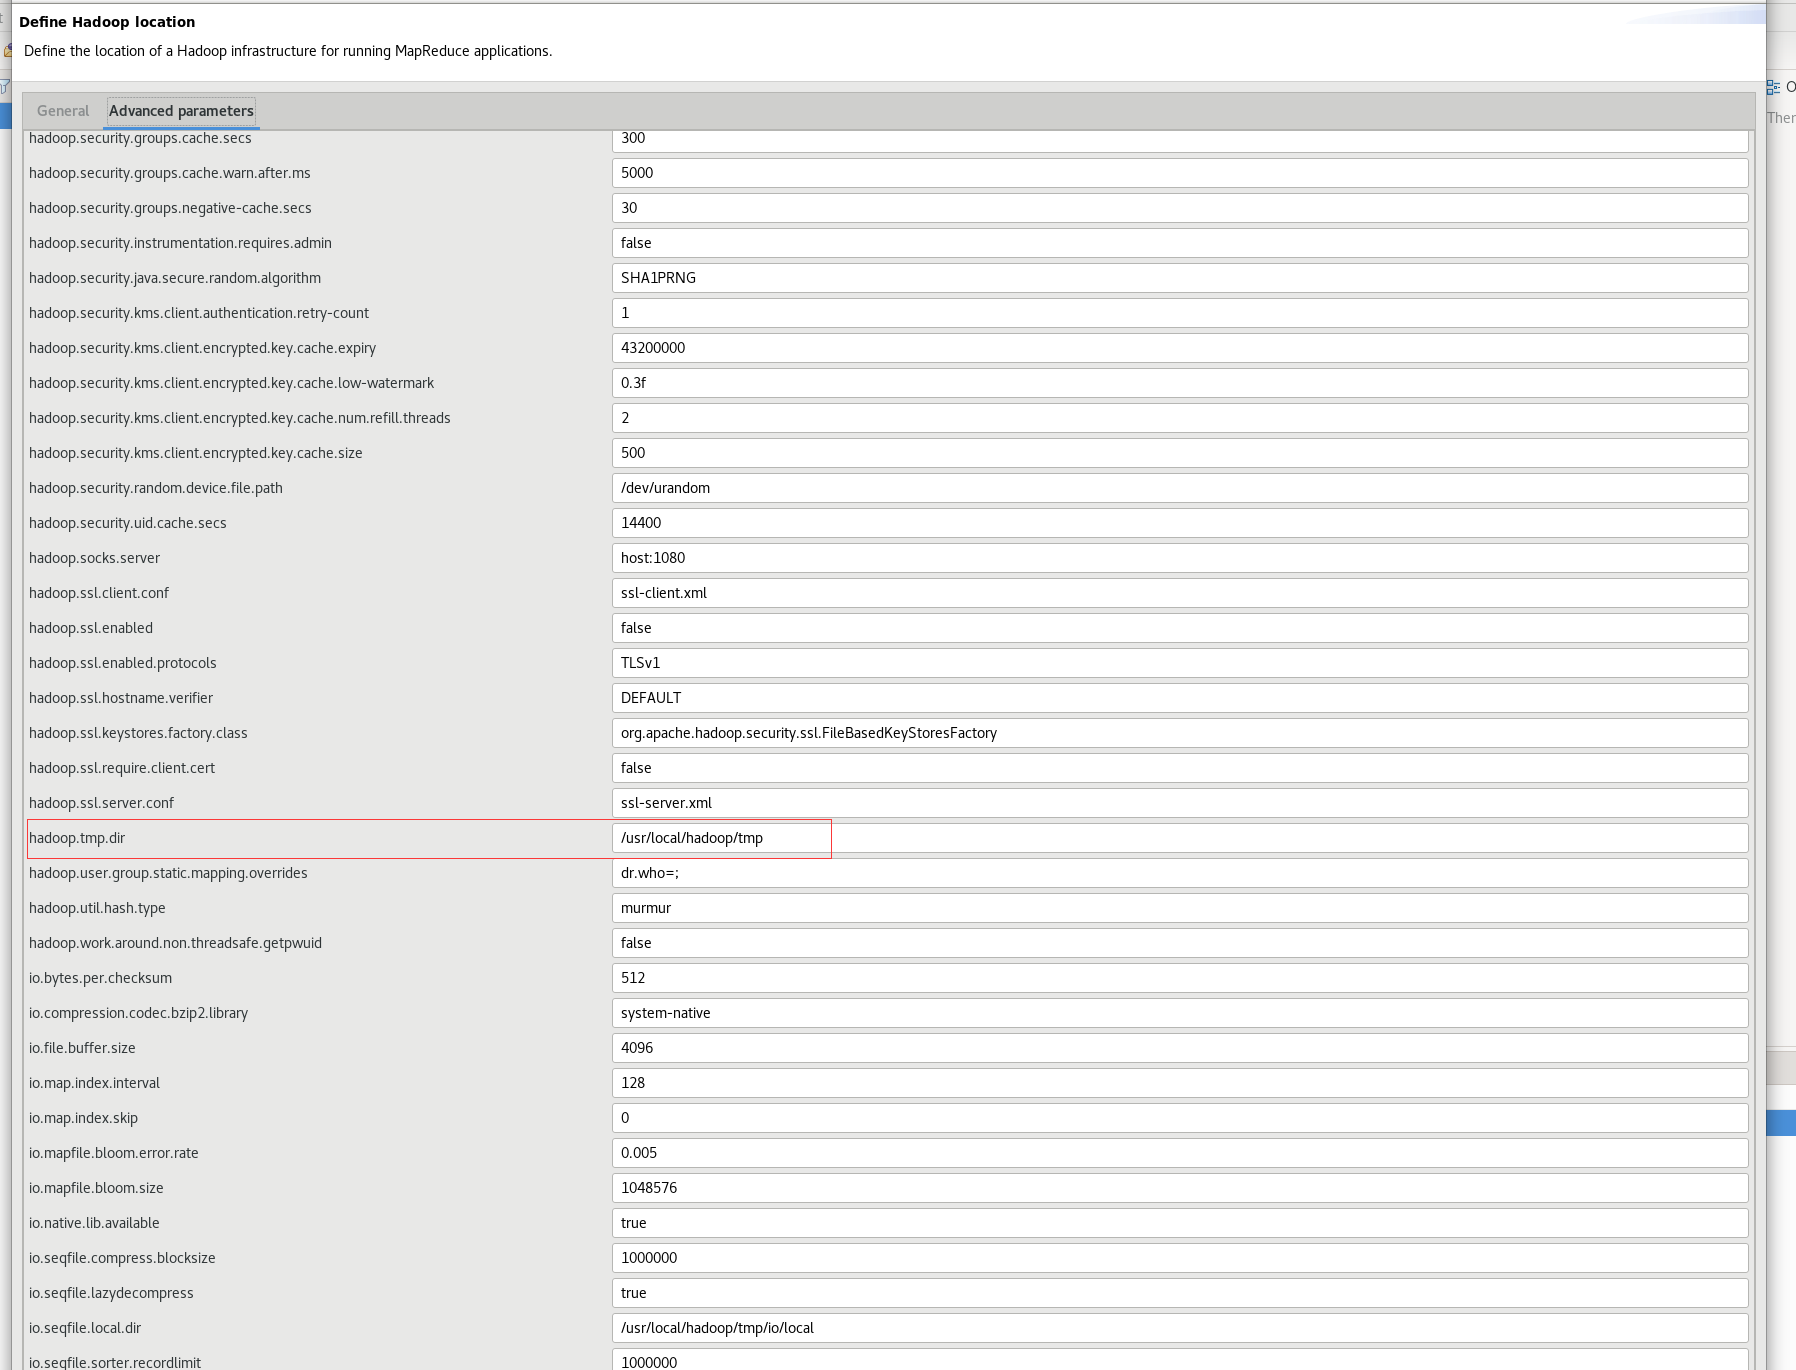 Define Hadoop location
Define the location of a Hadoop infrastructure for running MapReduce applications.
General Advanced parameters
hadoop.security.groups.cache.secs 300
hadoop.security.groups.cache.warn.after.ms 5000
hadoop.security.groups.negative-cache.secs 30
hadoop.security.instrumentation.requires.admin false
hadoop.security.java.secure.random.algorithm SHA1PRNG
hadoop.security.kms.client.authentication.retry-count 1
hadoop.security.kms.client.encrypted.key.cache.expiry 43200000
hadoop.security.kms.client.encrypted.key.cache.low-watermark 0.3f
hadoop.security.kms.client.encrypted.key.cache.num.refill.threads 2
hadoop.security.kms.client.encrypted.key.cache.size 500
hadoop.security.random.device.file.path /dev/urandom
hadoop.security.uid.cache.secs 14400
hadoop.socks.server host:1080
hadoop.ssl.client.conf ssl-client.xml
hadoop.ssl.enabled false
hadoop.ssl.enabled.protocols TLSv1
hadoop.ssl.hostname.verifier DEFAULT
hadoop.ssl.keystores.factory.class org.apache.hadoop.security.ssl.FileBasedKeyStoresFactory
hadoop.ssl.require.client.cert false
hadoop.ssl.server.conf ssl-server.xml
hadoop.tmp.dir /usr/local/hadoop/tmp
hadoop.user.group.static.mapping.overrides dr.who=;
hadoop.util.hash.type murmur
hadoop.work.around.non.threadsafe.getpwuid false
io.bytes.per.checksum 512
io.compression.codec.bzip2.library system-native
io.file.buffer.size 4096
io.map.index.interval 128
io.map.index.skip 0
io.mapfile.bloom.error.rate 0.005
io.mapfile.bloom.size 1048576
io.native.lib.available true
io.seqfile.compress.blocksize 1000000
io.seqfile.lazydecompress true
io.seqfile.local.dir /usr/local/hadoop/tmp/io/local
io.seqfile.sorter.recordlimit 1000000